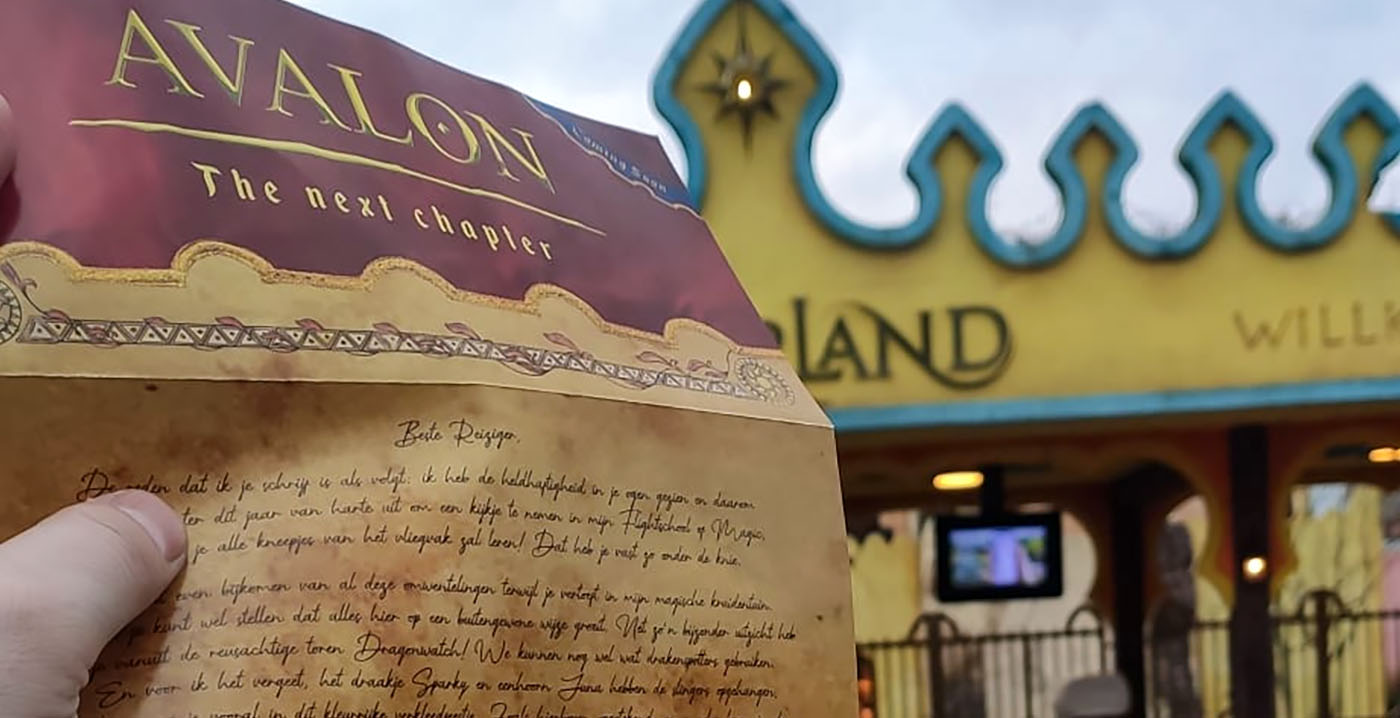 AVALON
Coming Soon
The next chapter
LAND
WILL
Beste Reiziger,
De reden dat ik je schrijf is als volgt: ik heb de heldhaftigheid in je ogen gezien en daarom
dit jaar van harte uit om een kijkje te nemen in mijn Flightschool of Magic,
je alle kneepjes van het vliegvak zal leren! Dat heb je vast zo onder de knie.
even bijkomen van al deze omwentelingen terwijl je vertoeft in mijn magische kruidentuin.
kunt wel stellen dat alles hier op een buitengewone wijze groeit. Net zo'n bijzonder uitzicht heb
vanuit de reusachtige toren Dragonwatch! We kunnen nog wel wat drakenspotters gebruiken.
En voor ik het vergeet, het draakje Sparky en eenhoorn Juna hebben de slingers opgehangen,
vooral in dit kleurrijke